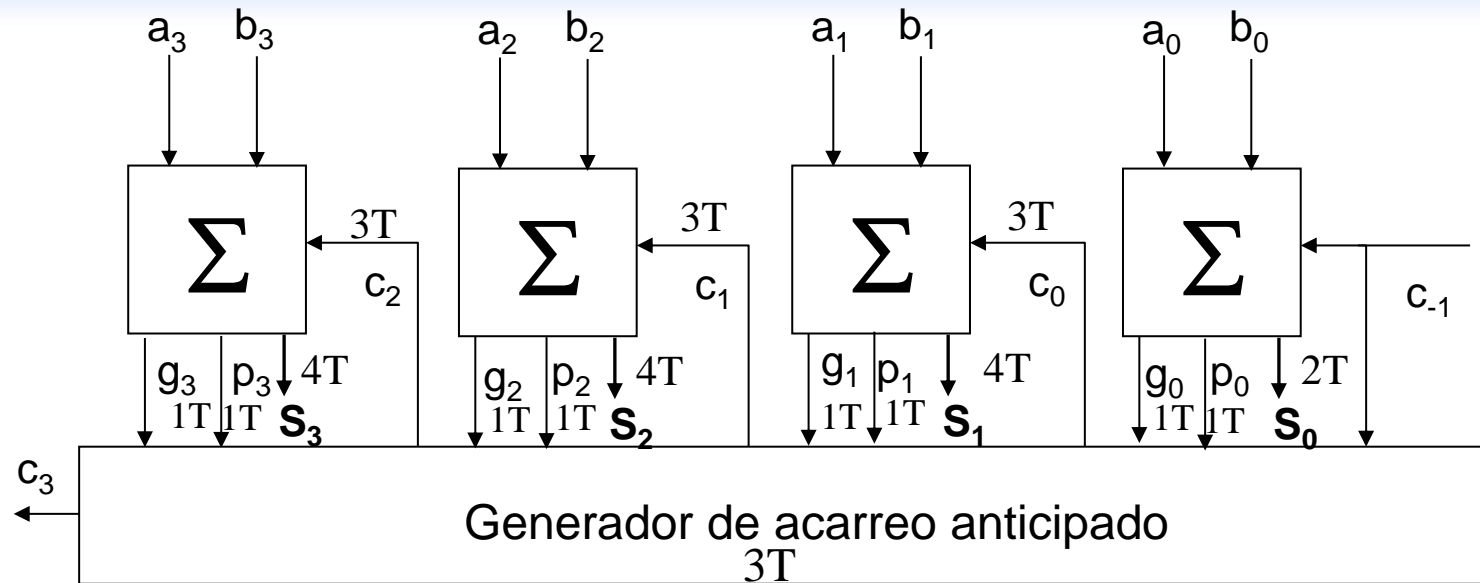 a₃ b₃ a₂ b₂ a₁ b₁ a₀ b₀
Σ 3T Σ 3T Σ 3T Σ
c₂ c₁ c₀ c₋₁
g₃ p₃ 4T g₂ p₂ 4T g₁ p₁ 4T g₀ p₀ 2T
1T 1T S₃ 1T 1T S₂ 1T 1T S₁ 1T 1T S₀
c₃
Generador de acarreo anticipado
3T